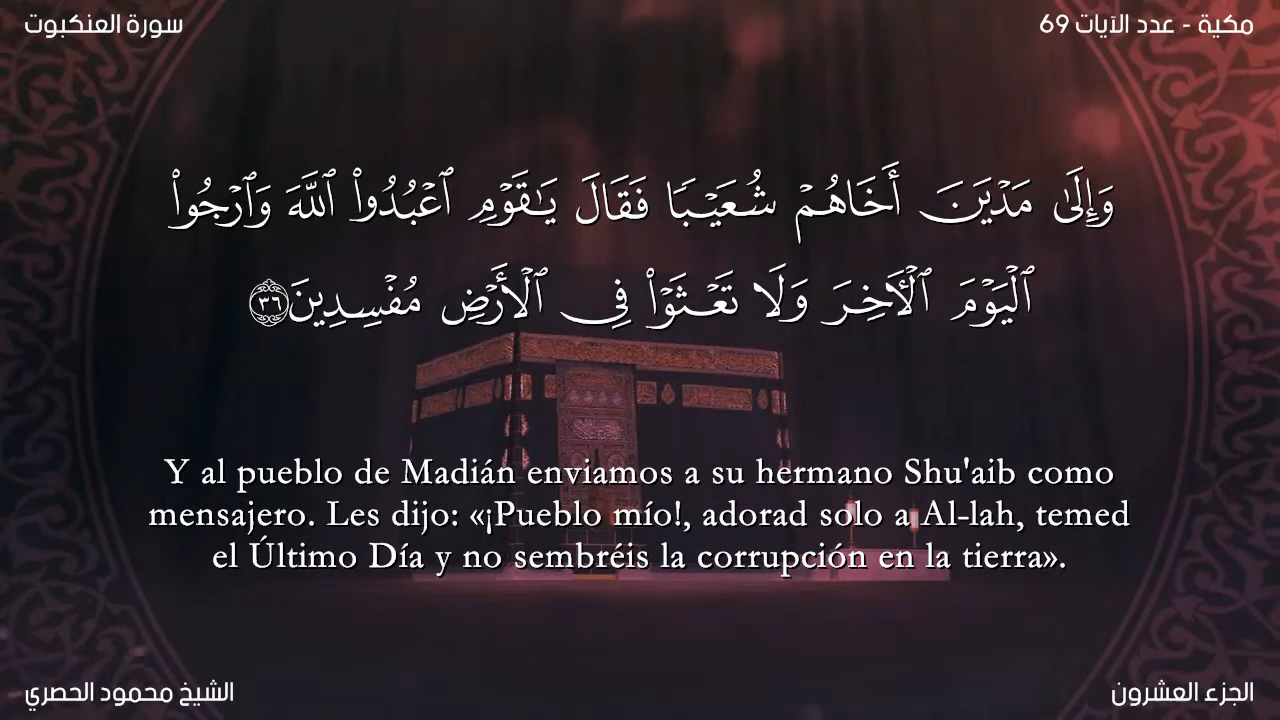 مكية - عدد الآيات 69
سورة العنكبوت
وَإِلَىٰ مَدْيَنَ أَخَاهُمْ شُعَيْبًا فَقَالَ يَـٰقَوْمِ ٱعْبُدُوا۟ ٱللَّهَ وَٱرْجُوا۟
ٱلْيَوْمَ ٱلْـَٔاخِرَ وَلَا تَعْثَوْا۟ فِى ٱلْأَرْضِ مُفْسِدِينَ ٣٦
Y al pueblo de Madián enviamos a su hermano Shu'aib como
mensajero. Les dijo: «¡Pueblo mío!, adorad solo a Al-lah, temed
el Último Día y no sembréis la corrupción en la tierra».
الجزء العشرون
الشيخ محمود الحصري